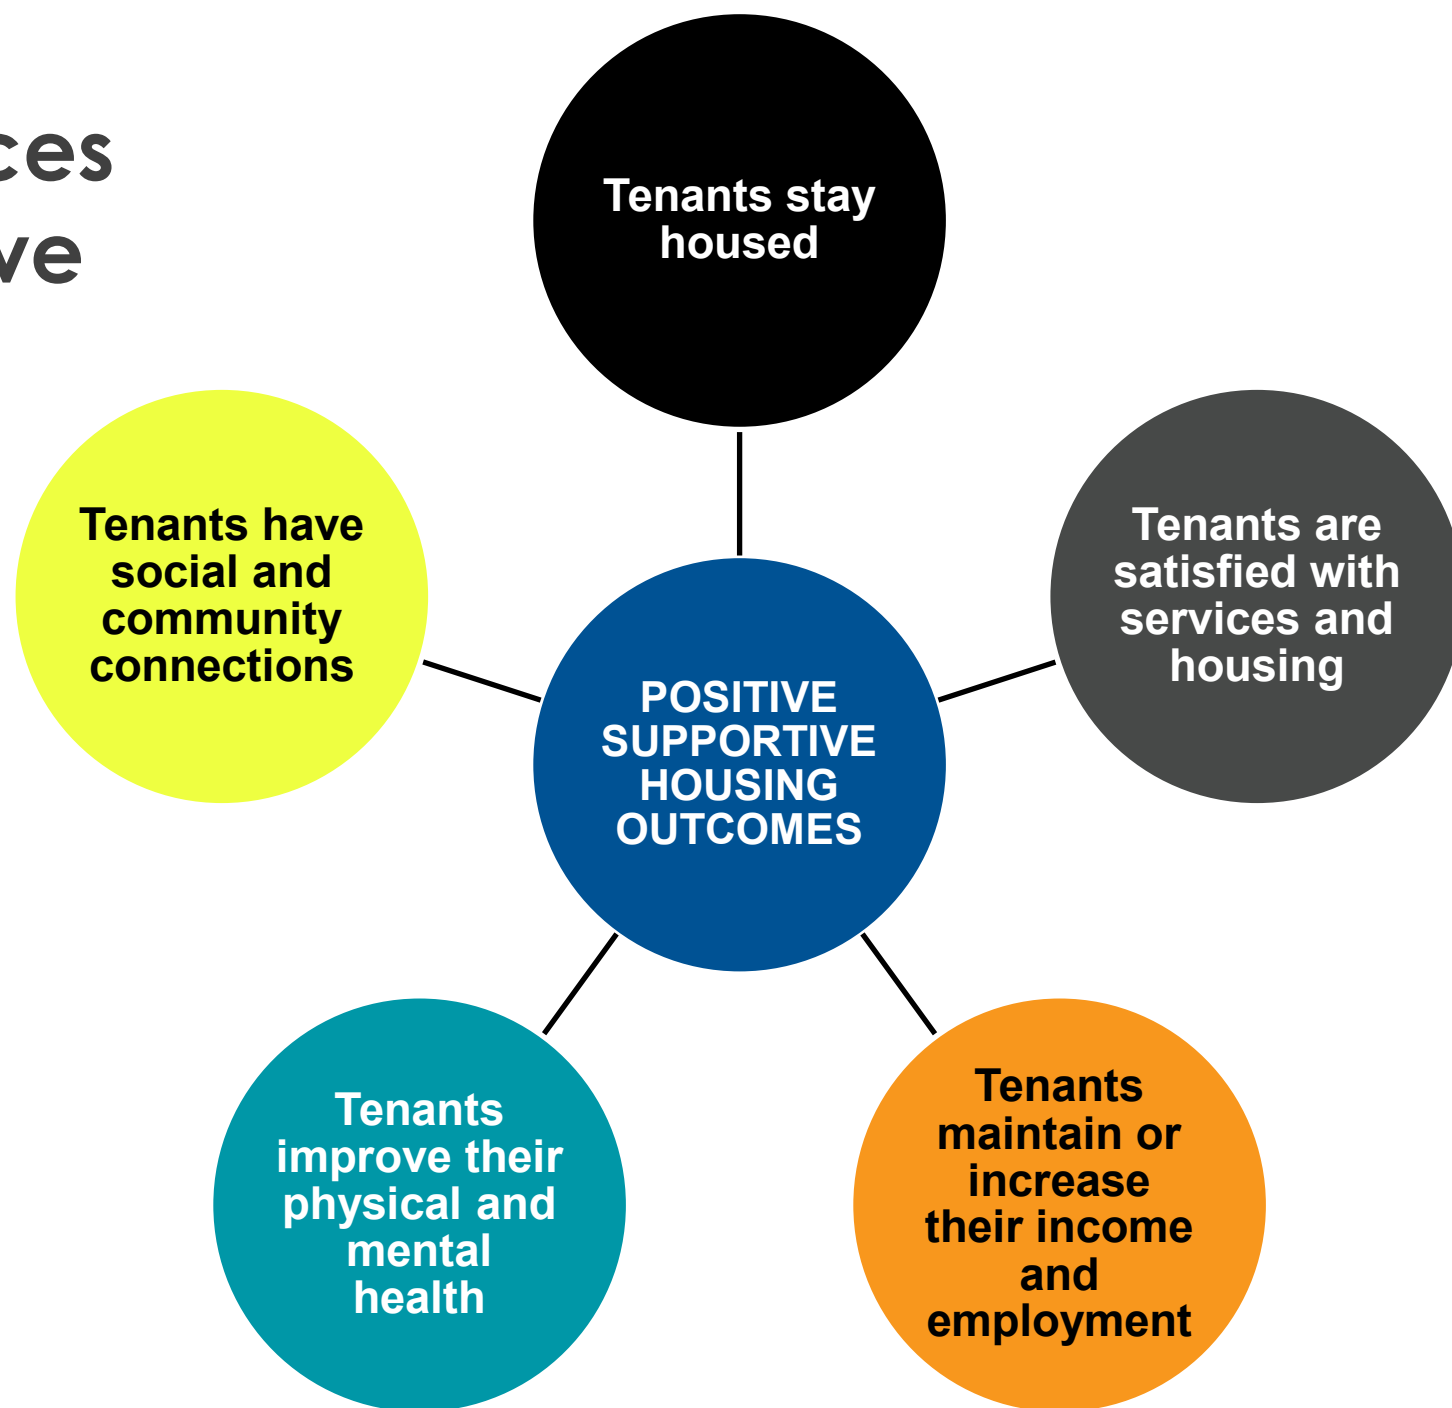 ces
ve
Tenants stay
housed
Tenants have
social and
community
connections
Tenants are
satisfied with
services and
housing
POSITIVE
SUPPORTIVE
HOUSING
OUTCOMES
Tenants
improve their
physical and
mental
health
Tenants
maintain or
increase
their income
and
employment